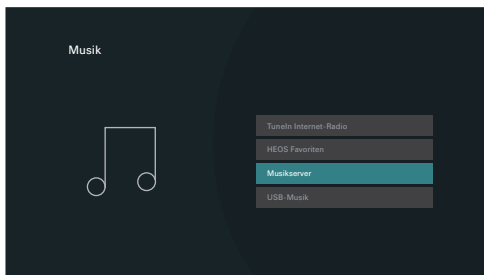 Musik
TuneIn Internet-Radio
HEOS Favoriten
Musikserver
USB-Musik